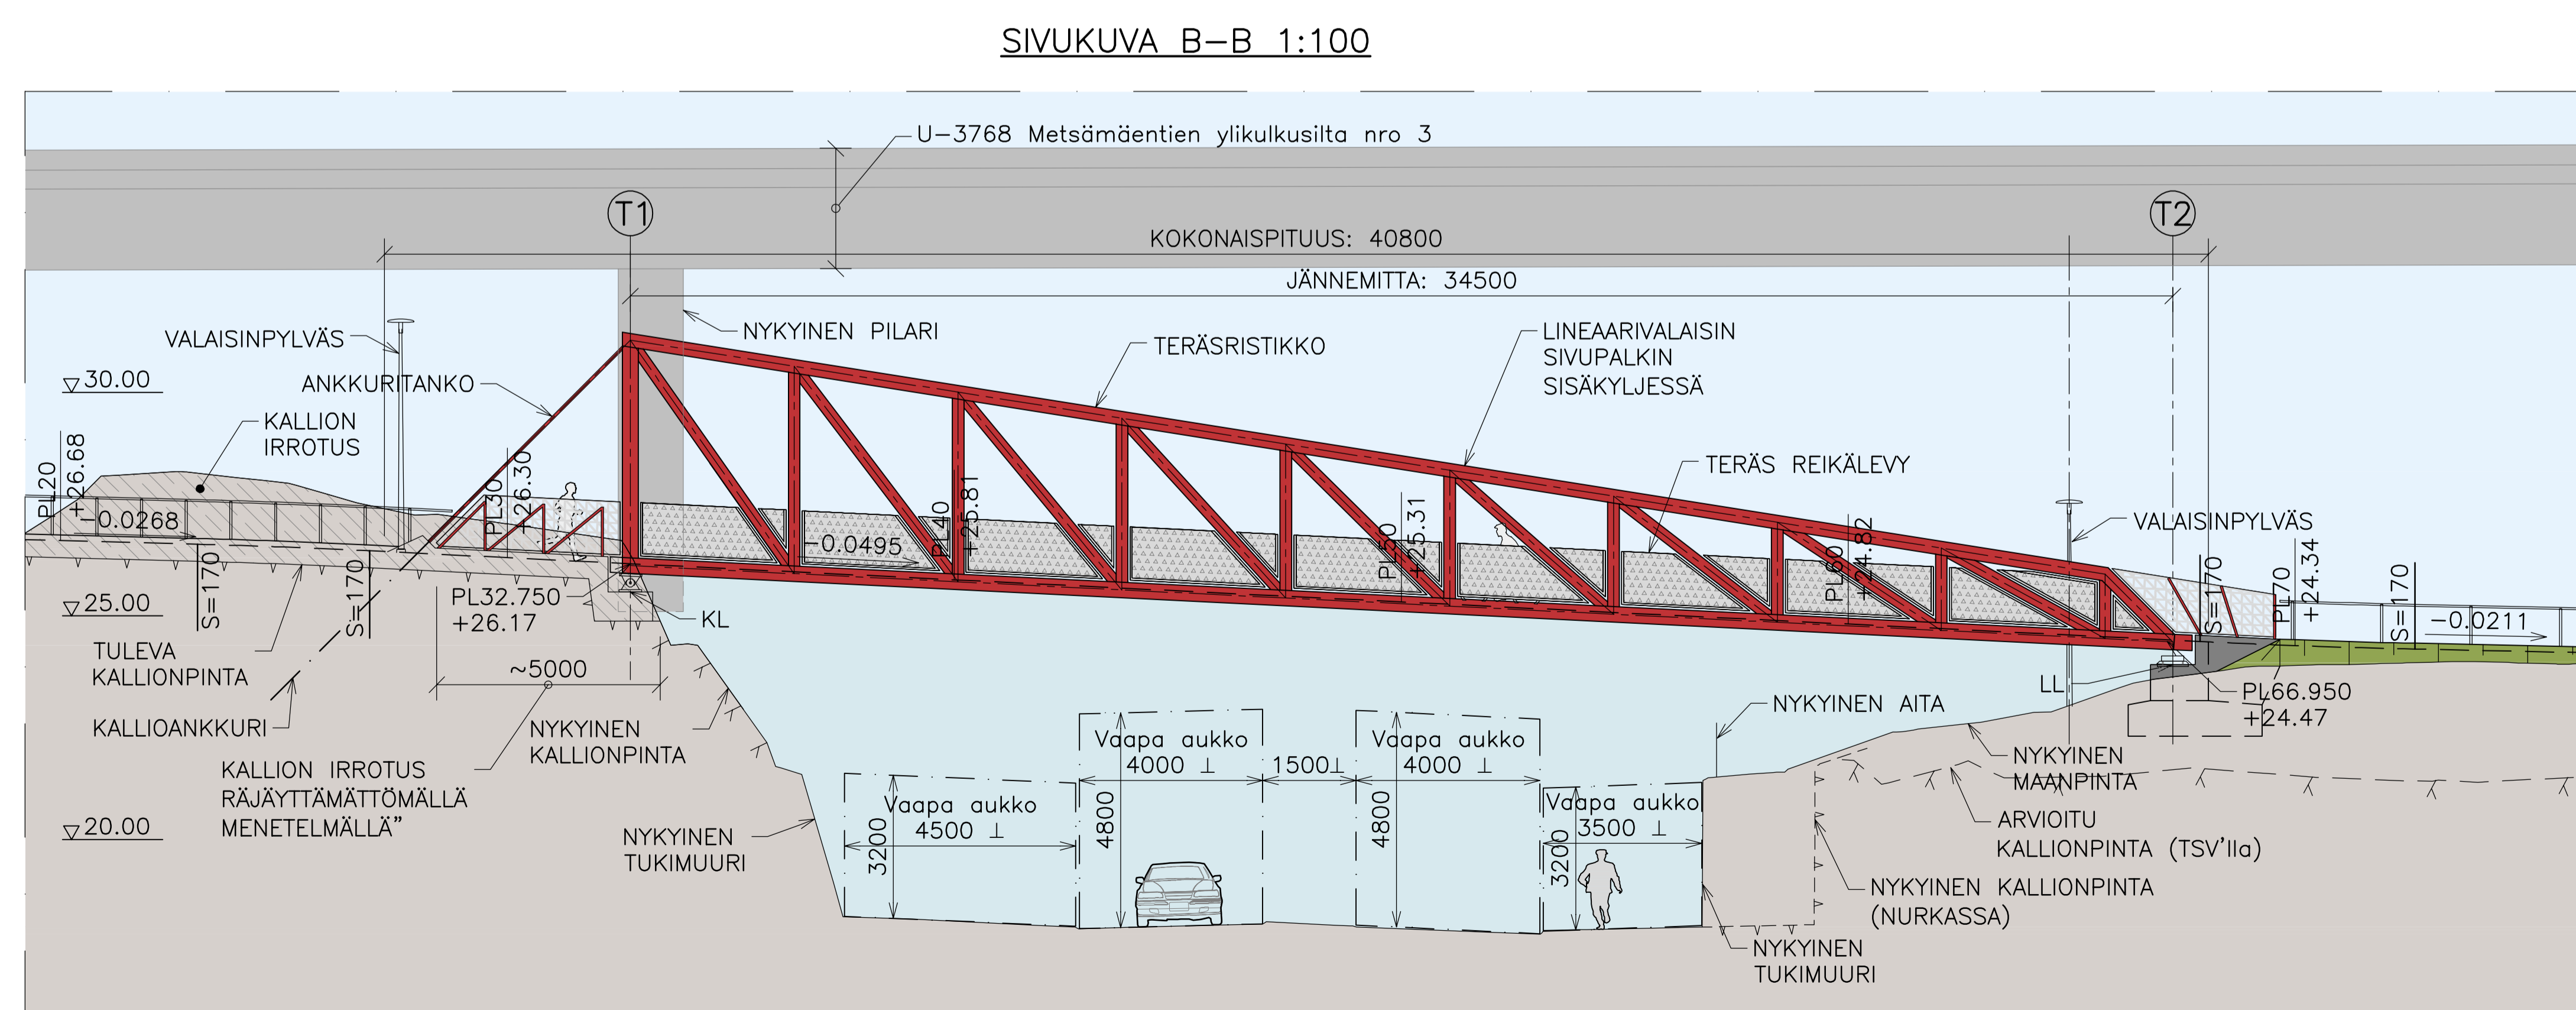 SIVUKUVA B-B 1:100
U-3768 Metsämäentien ylikulkusilta nro 3
T1
T2
KOKONAISPITUUS: 40800
JÄNNEMITTA: 34500
VALAISINPYLVÄS
NYKYINEN PILARI
TERÄSRISTIKKO
LINEAARIVALAISIN
SIVUPALKIN
SISÄKYLJESSÄ
30.00
ANKKURITANKO
KALLION
IRROTUS
TERÄS REIKÄLEVY
PL20
+26.68
PL30
+26.30
PL40
+25.81
PL50
+25.31
PL60
+24.82
VALAISINPYLVÄS
-0.0268
-0.0495
S=170
S=170
S=170
PL70
+24.34
S=170
-0.0211
25.00
PL32.750
+26.17
KL
TULEVA
KALLIONPINTA
~5000
LL
PL66.950
+24.47
KALLIOANKKURI
NYKYINEN
KALLIONPINTA
NYKYINEN AITA
Vaapa aukko
4000 ⊥
1500⊥
Vaapa aukko
4000 ⊥
NYKYINEN
MAANPINTA
KALLION IRROTUS
RÄJÄYTTÄMÄTTÖMÄLLÄ
MENETELMÄLLÄ”
20.00
NYKYINEN
TUKIMUURI
Vaapa aukko
4500 ⊥
3200
4800
4800
Vaapa aukko
3500 ⊥
3200
ARVIOITU
KALLIONPINTA (TSV'IIa)
NYKYINEN KALLIONPINTA
(NURKASSA)
NYKYINEN
TUKIMUURI